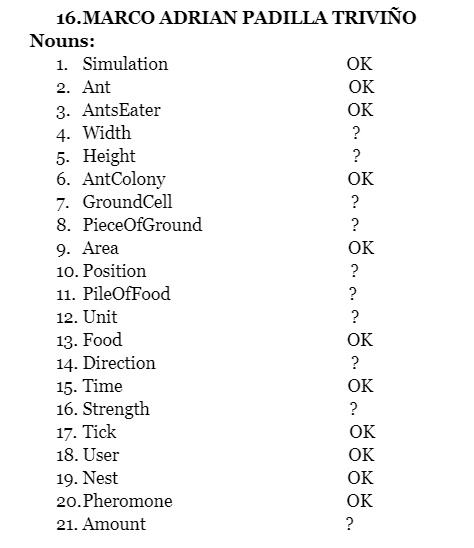 16.MARCO ADRIAN PADILLA TRIVIÑO
Nouns:
1. Simulation OK
2. Ant OK
3. AntsEater OK
4. Width ?
5. Height ?
6. AntColony OK
7. GroundCell ?
8. PieceOfGround ?
9. Area OK
10. Position ?
11. PileOfFood ?
12. Unit ?
13. Food OK
14. Direction ?
15. Time OK
16. Strength ?
17. Tick OK
18. User OK
19. Nest OK
20.Pheromone OK
21. Amount ?